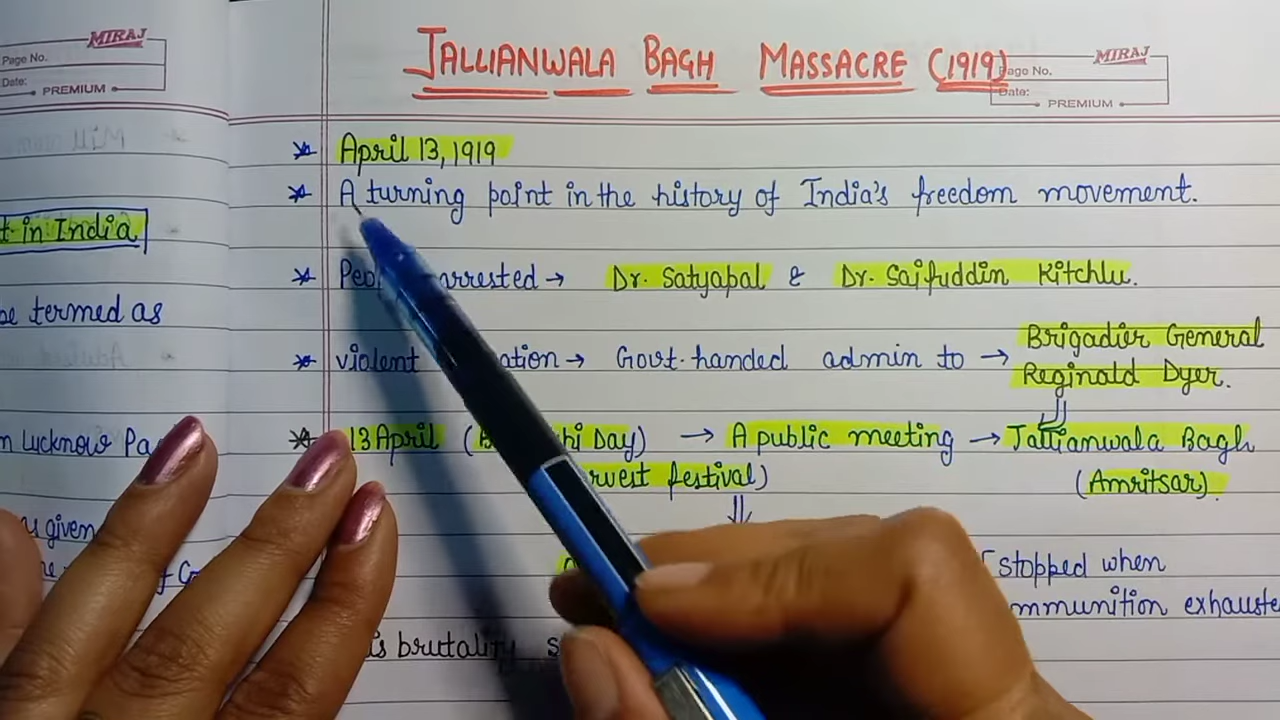 MIRAJ
Page No.
Date:
PREMIUM
t in India
be termed as
m Lucknow Pa
given
JALLIANWALA BAGH MASSACRE (1919)
MIRAJ
Page No.
Date:
PREMIUM
April 13, 1919
A turning point in the history of India's freedom movement.
arrested → Dr. Satyapal & Dr. Saifuddin Kitchlu.
violent → Govt. handed admin to → Brigadier General
Reginald Dyer.
13 April ( Day) → A public meeting → Jallianwala Bagh
festival) (Amritsar).
stopped when
mmunition exhauste
is brutality